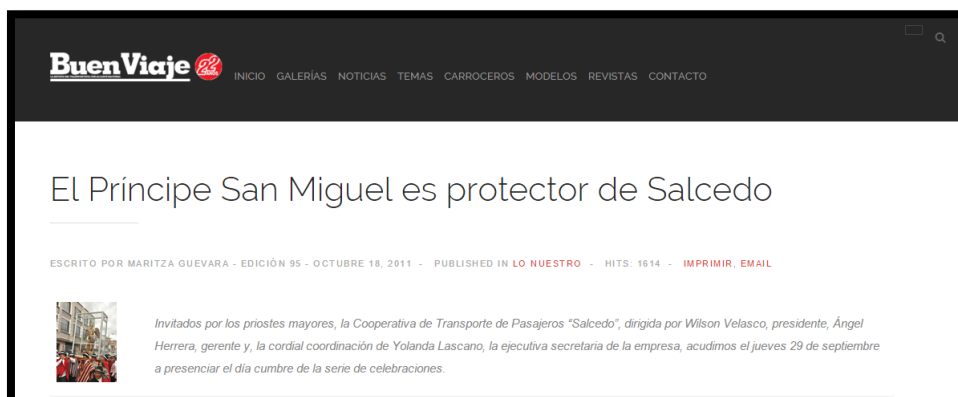 Buen Viaje 22
INICIO GALERÍAS NOTICIAS TEMAS CARROCEROS MODELOS REVISTAS CONTACTO
El Príncipe San Miguel es protector de Salcedo
ESCRITO POR MARITZA GUEVARA - EDICIÓN 95 - OCTUBRE 18, 2011 - PUBLISHED IN LO NUESTRO - HITS: 1614 - IMPRIMIR, EMAIL
Invitados por los priostes mayores, la Cooperativa de Transporte de Pasajeros “Salcedo”, dirigida por Wilson Velasco, presidente, Ángel
Herrera, gerente y, la cordial coordinación de Yolanda Lascano, la ejecutiva secretaria de la empresa, acudimos el jueves 29 de septiembre
a presenciar el día cumbre de la serie de celebraciones.